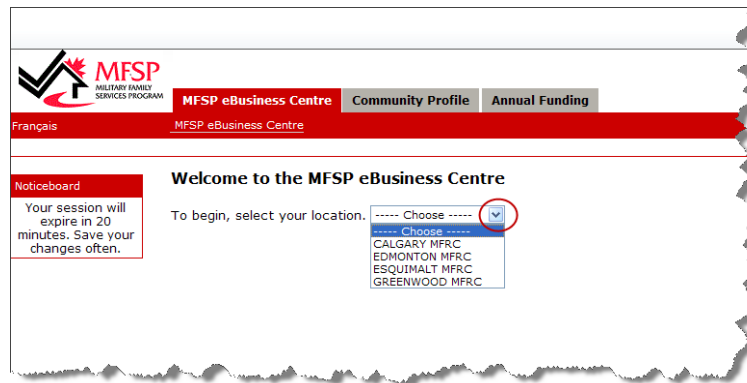 MFSP
MILITARY FAMILY
SERVICES PROGRAM
MFSP eBusiness Centre Community Profile Annual Funding
Français MFSP eBusiness Centre
Noticeboard
Your session will
expire in 20
minutes. Save your
changes often.
Welcome to the MFSP eBusiness Centre
To begin, select your location. ----- Choose -----
----- Choose -----
CALGARY MFRC
EDMONTON MFRC
ESQUIMALT MFRC
GREENWOOD MFRC